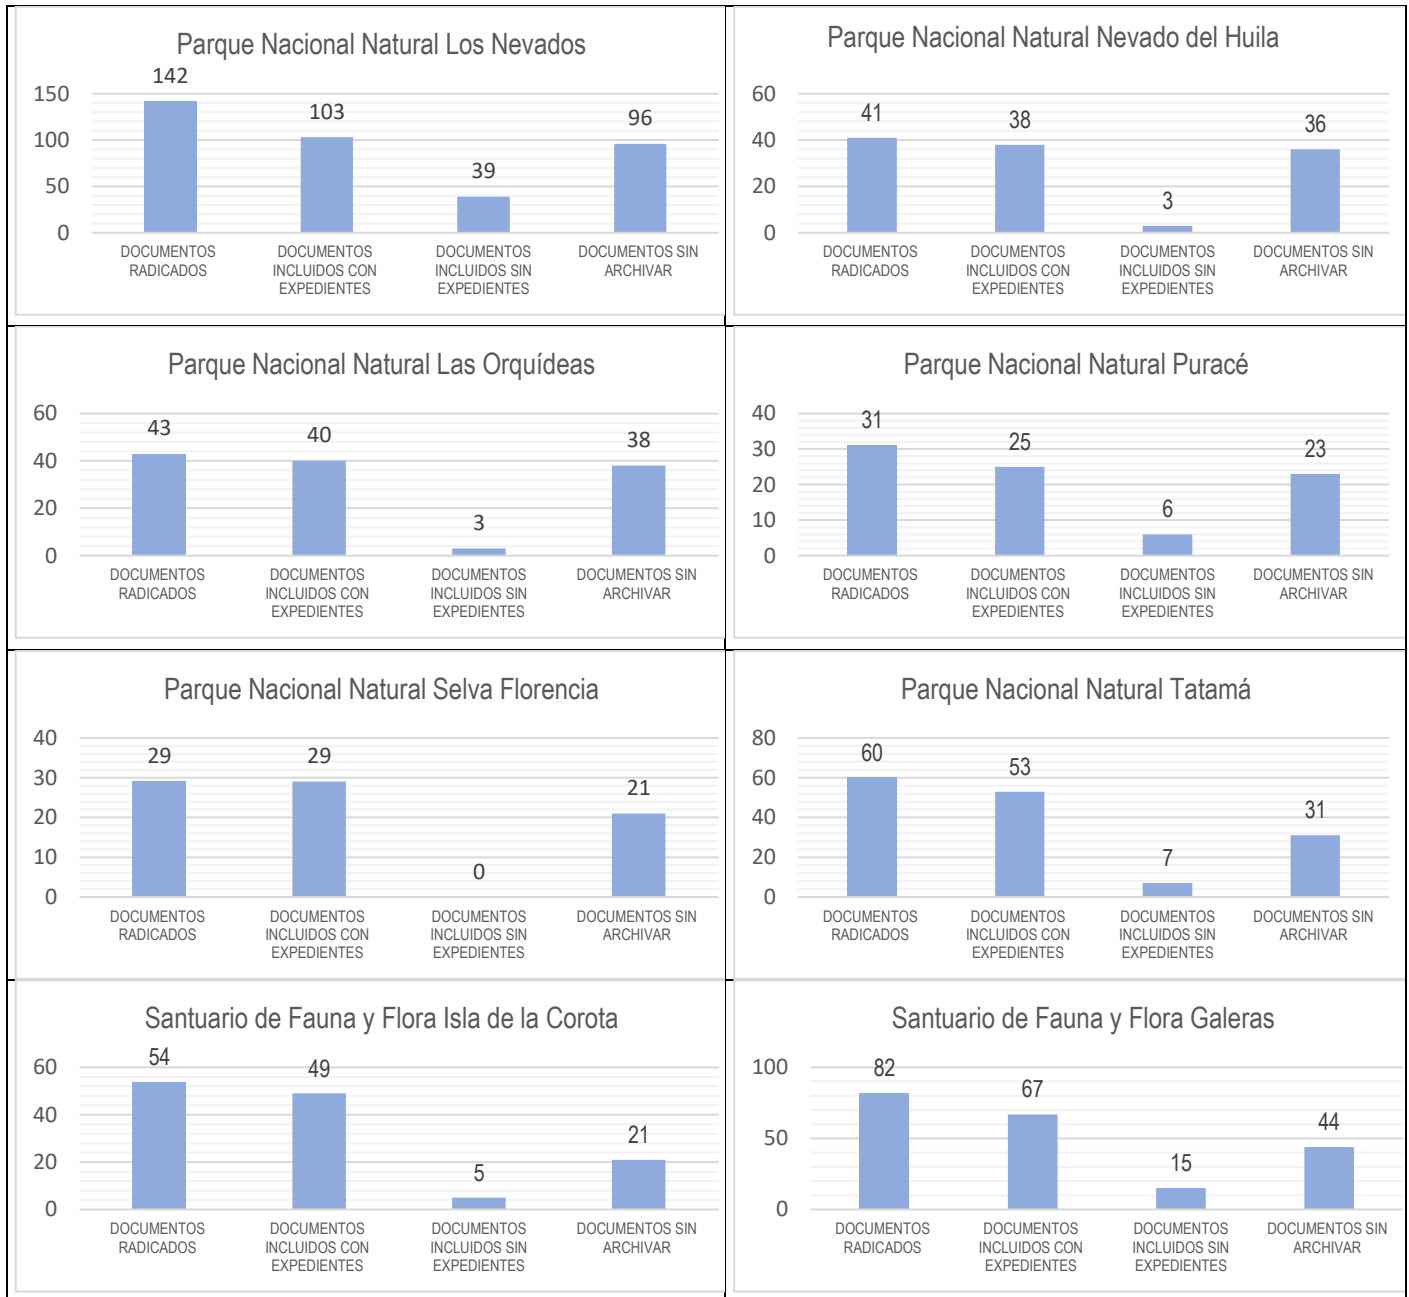 Parque Nacional Natural Los Nevados
142
103
39
96
150
100
50
0
DOCUMENTOS
RADICADOS
DOCUMENTOS
INCLUIDOS CON
EXPEDIENTES
DOCUMENTOS
INCLUIDOS SIN
EXPEDIENTES
DOCUMENTOS SIN
ARCHIVAR
Parque Nacional Natural Nevado del Huila
41
38
3
36
60
40
20
0
DOCUMENTOS
RADICADOS
DOCUMENTOS
INCLUIDOS CON
EXPEDIENTES
DOCUMENTOS
INCLUIDOS SIN
EXPEDIENTES
DOCUMENTOS SIN
ARCHIVAR
Parque Nacional Natural Las Orquídeas
43
40
3
38
60
40
20
0
DOCUMENTOS
RADICADOS
DOCUMENTOS
INCLUIDOS CON
EXPEDIENTES
DOCUMENTOS
INCLUIDOS SIN
EXPEDIENTES
DOCUMENTOS SIN
ARCHIVAR
Parque Nacional Natural Puracé
31
25
6
23
40
30
20
10
0
DOCUMENTOS
RADICADOS
DOCUMENTOS
INCLUIDOS CON
EXPEDIENTES
DOCUMENTOS
INCLUIDOS SIN
EXPEDIENTES
DOCUMENTOS SIN
ARCHIVAR
Parque Nacional Natural Selva Florencia
29
29
0
21
40
30
20
10
0
DOCUMENTOS
RADICADOS
DOCUMENTOS
INCLUIDOS CON
EXPEDIENTES
DOCUMENTOS
INCLUIDOS SIN
EXPEDIENTES
DOCUMENTOS SIN
ARCHIVAR
Parque Nacional Natural Tatamá
60
53
7
31
80
60
40
20
0
DOCUMENTOS
RADICADOS
DOCUMENTOS
INCLUIDOS CON
EXPEDIENTES
DOCUMENTOS
INCLUIDOS SIN
EXPEDIENTES
DOCUMENTOS SIN
ARCHIVAR
Santuario de Fauna y Flora Isla de la Corota
54
49
5
21
60
40
20
0
DOCUMENTOS
RADICADOS
DOCUMENTOS
INCLUIDOS CON
EXPEDIENTES
DOCUMENTOS
INCLUIDOS SIN
EXPEDIENTES
DOCUMENTOS SIN
ARCHIVAR
Santuario de Fauna y Flora Galeras
82
67
15
44
100
50
0
DOCUMENTOS
RADICADOS
DOCUMENTOS
INCLUIDOS CON
EXPEDIENTES
DOCUMENTOS
INCLUIDOS SIN
EXPEDIENTES
DOCUMENTOS SIN
ARCHIVAR